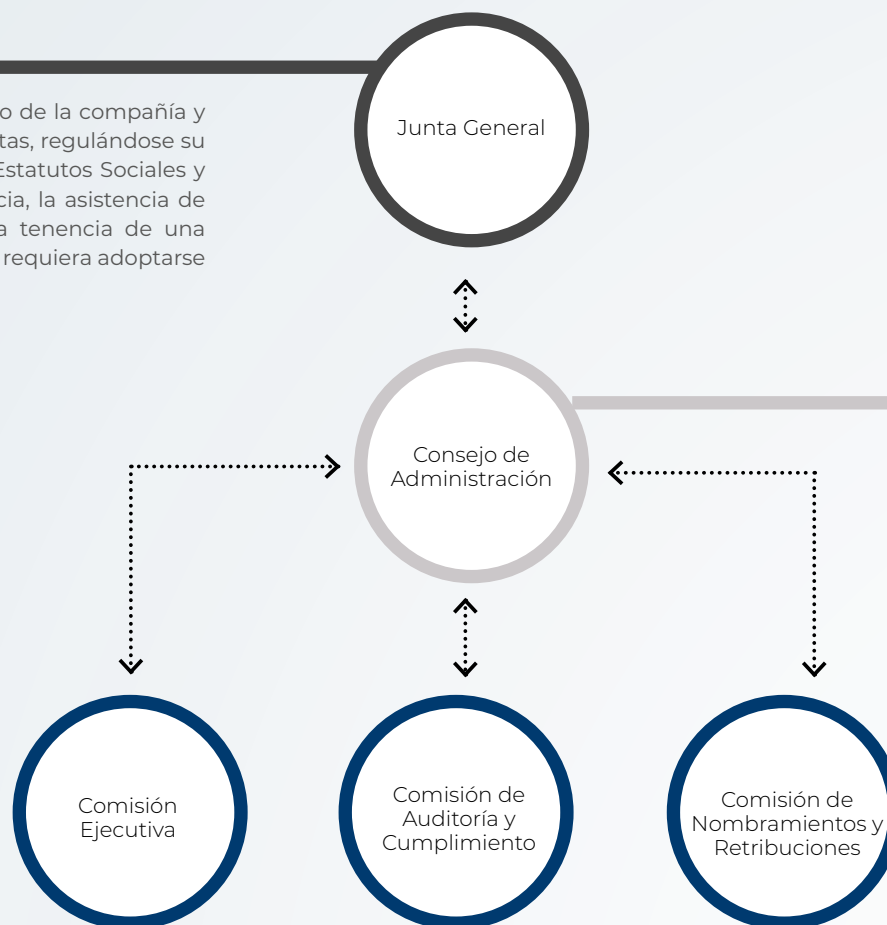 Junta General
o de la compañía y
tas, regulándose su
Estatutos Sociales y
cia, la asistencia de
a tenencia de una
requiera adoptarse
Consejo de
Administración
Comisión
Ejecutiva
Comisión de
Auditoría y
Cumplimiento
Comisión de
Nombramientos y
Retribuciones